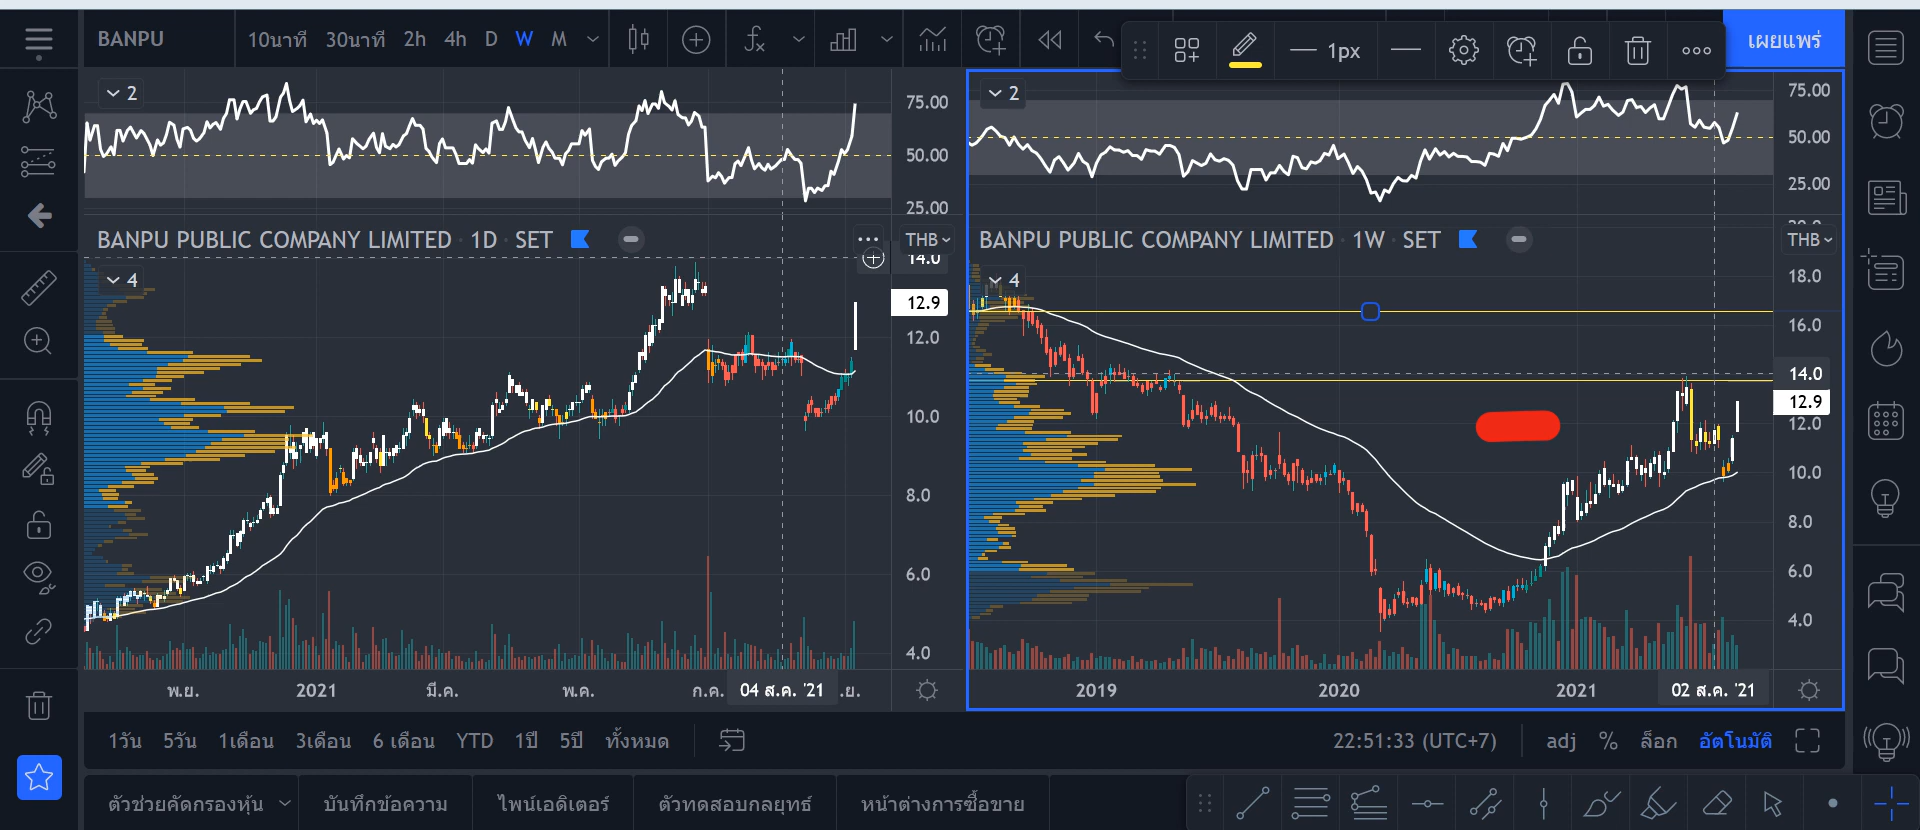 BANPU
10นาที 30นาที 2h 4h D W M
1px
เผยแพร่
2
75.00
50.00
25.00
BANPU PUBLIC COMPANY LIMITED · 1D · SET
THB
14.0
4
12.9
12.0
10.0
8.0
6.0
4.0
พ.ย. 2021 มี.ค. พ.ค. ก.ค. 04 ส.ค. '21 .ย.
2
75.00
50.00
25.00
BANPU PUBLIC COMPANY LIMITED · 1W · SET
THB
4
18.0
16.0
14.0
12.9
12.0
10.0
8.0
6.0
4.0
2019 2020 2021 02 ส.ค. '21
1วัน 5วัน 1เดือน 3เดือน 6 เดือน YTD 1ปี 5ปี ทั้งหมด
22:51:33 (UTC+7) adj % ล็อก อัตโนมัติ
ตัวช่วยคัดกรองหุ้น บันทึกข้อความ ไพน์เอดิเตอร์ ตัวทดสอบกลยุทธ์ หน้าต่างการซื้อขาย